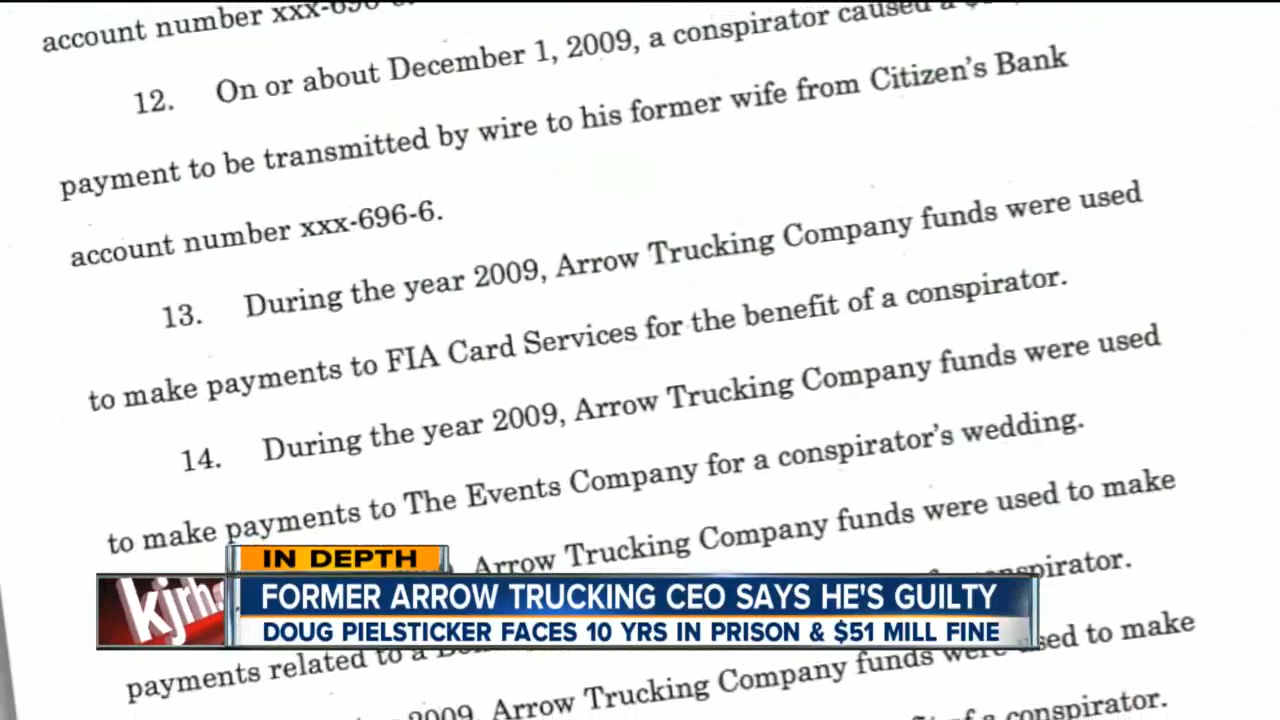 account number xxx-696
12. On or about December 1, 2009, a conspirator caused a
payment to be transmitted by wire to his former wife from Citizen's Bank
account number xxx-696-6.
13. During the year 2009, Arrow Trucking Company funds were used
to make payments to FIA Card Services for the benefit of a conspirator.
14. During the year 2009, Arrow Trucking Company funds were used
to make payments to The Events Company for a conspirator's wedding.
Arrow Trucking Company funds were used to make
conspirator.
payments related to a
used to make
2009, Arrow Trucking Company funds were
of a conspirator.
IN DEPTH
kjrh
FORMER ARROW TRUCKING CEO SAYS HE'S GUILTY
DOUG PIELSTICKER FACES 10 YRS IN PRISON & $51 MILL FINE